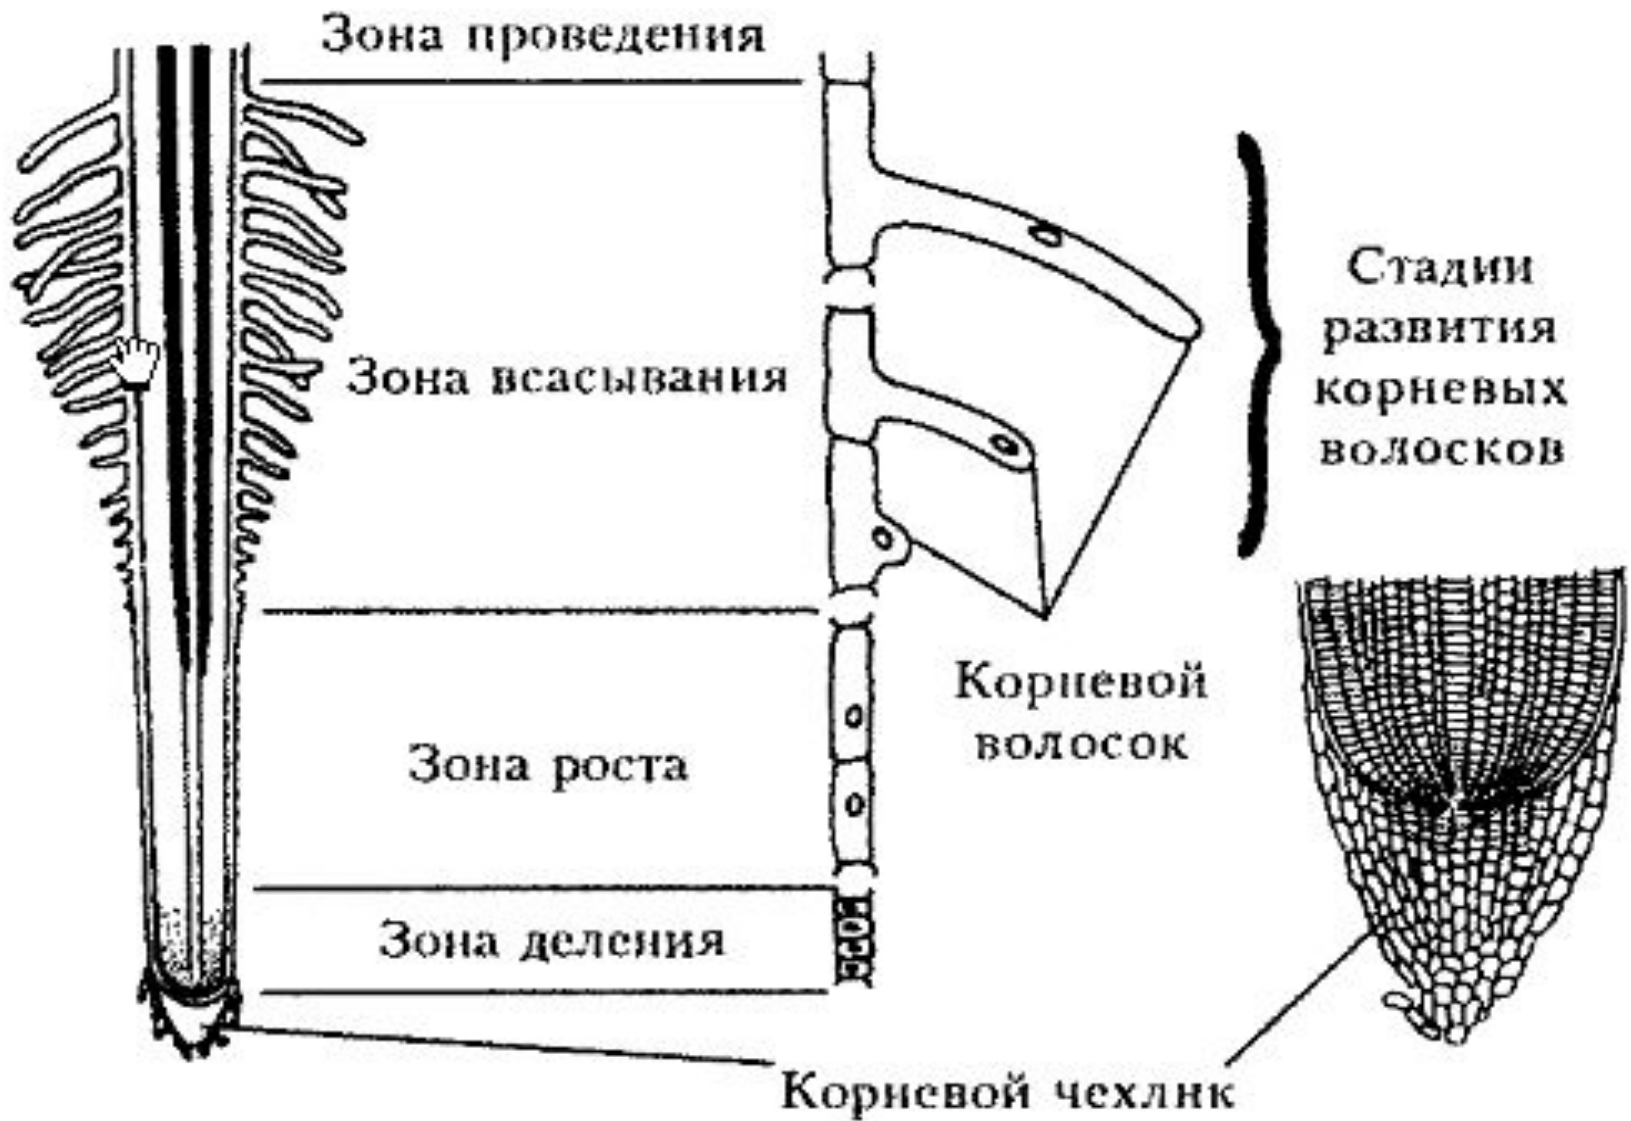 Зона проведения
Зона всасывания
Стадии
развития
корневых
волосков
Корневой
волосок
Зона роста
Зона деления
Корневой чехлик